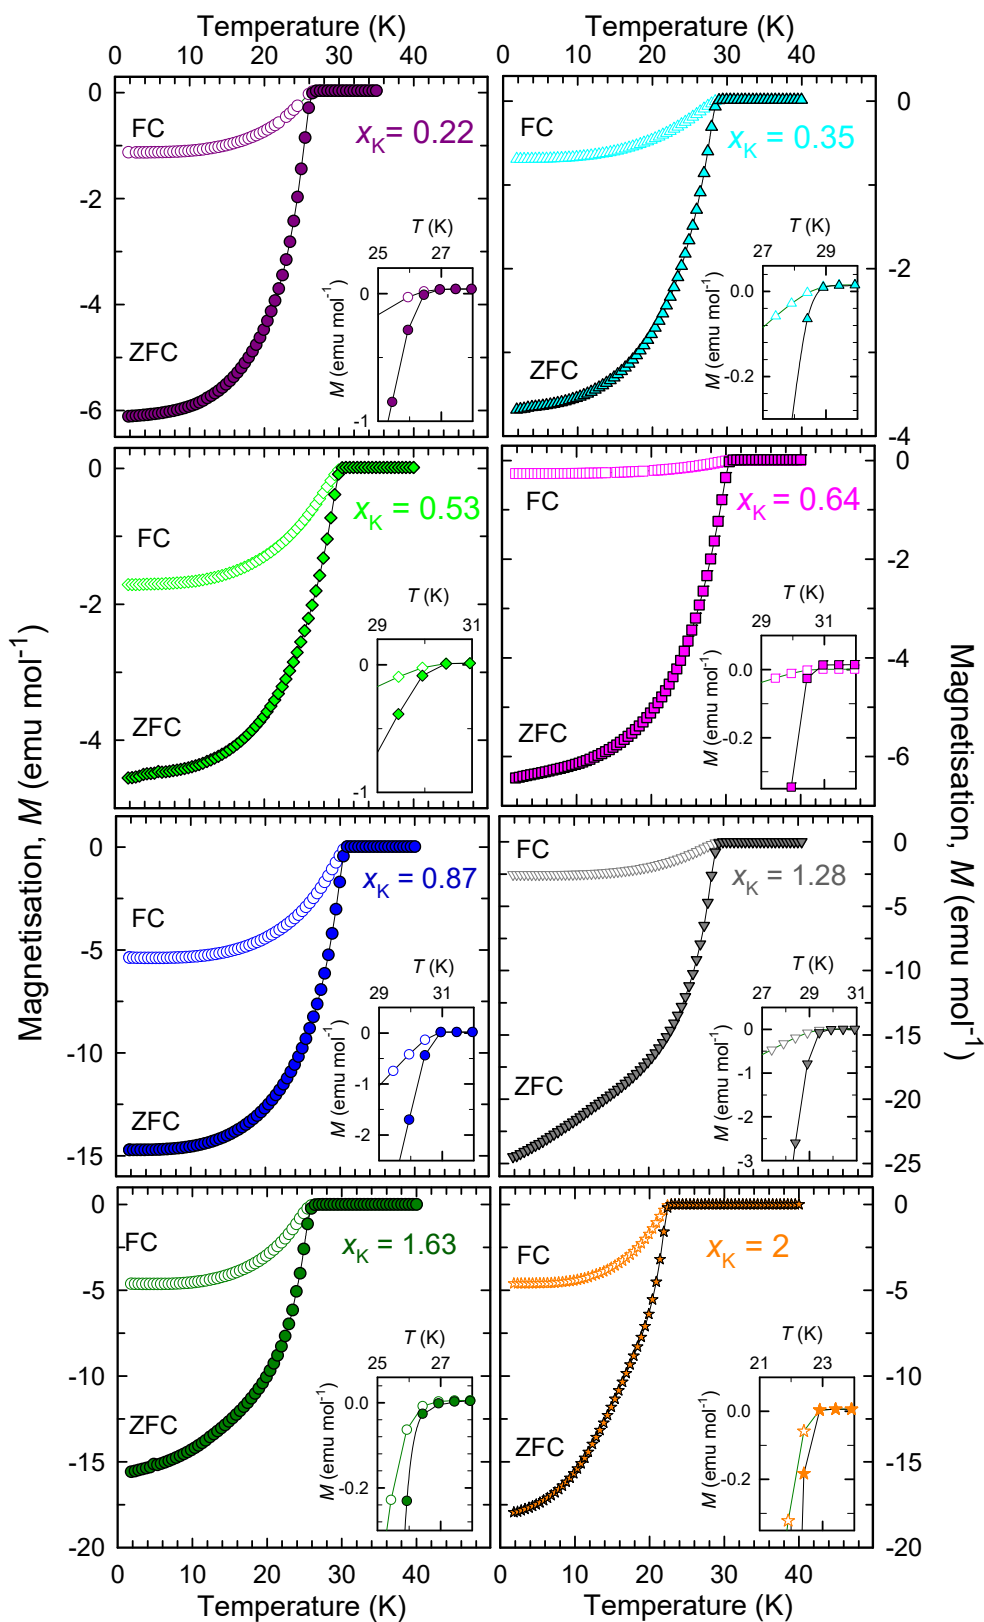 Temperature (K)
Temperature (K)
0 10 20 30 40
0 10 20 30 40
0
-2
-4
-6
FC
ZFC
xK= 0.22
T (K)
25 27
M (emu mol-1)
0
-1
0
-2
-4
FC
ZFC
xK = 0.35
T (K)
27 29
M (emu mol-1)
0.0
-0.2
0
-2
-4
FC
ZFC
xK = 0.53
T (K)
29 31
M (emu mol-1)
0
-1
0
-2
-4
-6
FC
ZFC
xK = 0.64
T (K)
29 31
M (emu mol-1)
0.0
-0.2
Magnetisation, M (emu mol-1)
Magnetisation, M (emu mol-1)
0
-5
-10
-15
FC
ZFC
xK = 0.87
T (K)
29 31
M (emu mol-1)
0
-1
-2
0
-5
-10
-15
-20
-25
FC
ZFC
xK = 1.28
T (K)
27 29 31
M (emu mol-1)
0
-1
-2
-3
0
-5
-10
-15
-20
FC
ZFC
xK = 1.63
T (K)
25 27
M (emu mol-1)
0.0
-0.2
0
-5
-10
-15
-20
FC
ZFC
xK = 2
T (K)
21 23
M (emu mol-1)
0.0
-0.2
0 10 20 30 40
0 10 20 30 40
Temperature (K)
Temperature (K)